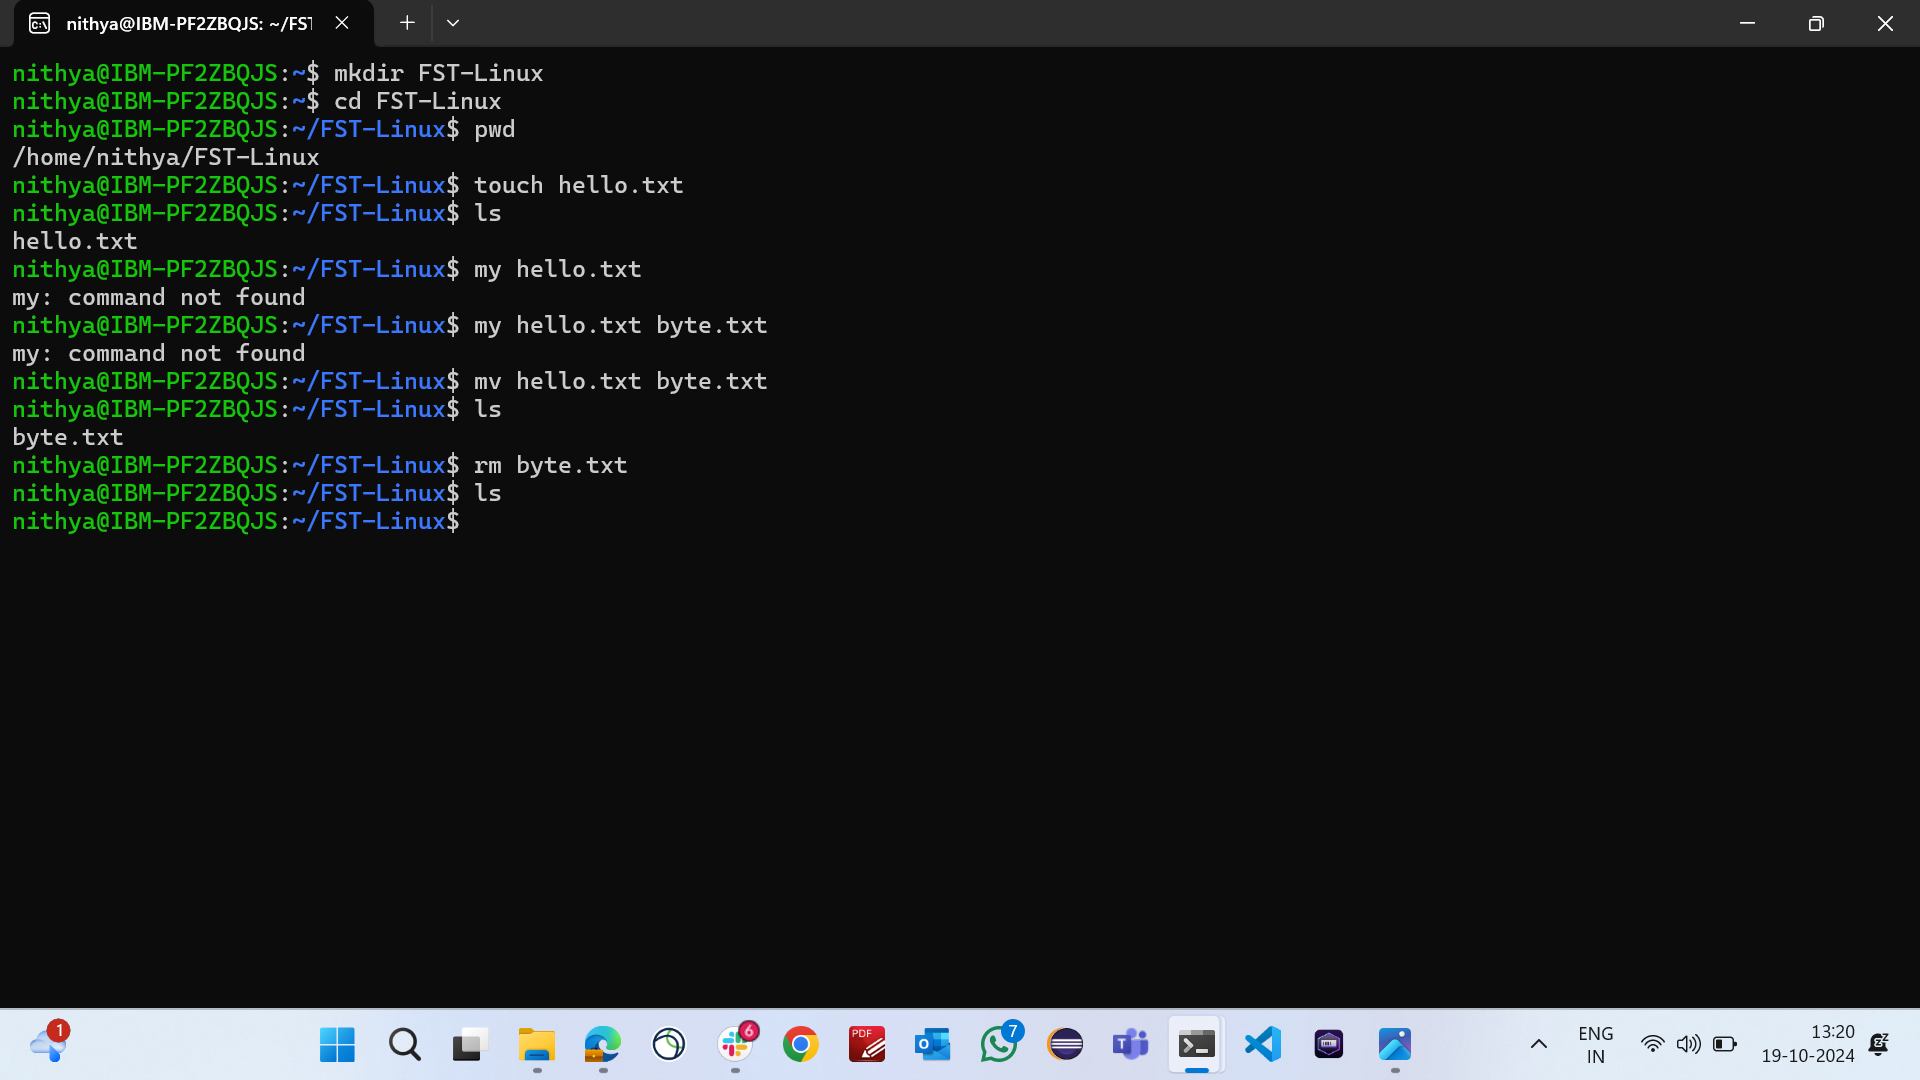 nithya@IBM-PF2ZBQJS: ~/FST
nithya@IBM-PF2ZBQJS:~$ mkdir FST-Linux
nithya@IBM-PF2ZBQJS:~$ cd FST-Linux
nithya@IBM-PF2ZBQJS:~/FST-Linux$ pwd
/home/nithya/FST-Linux
nithya@IBM-PF2ZBQJS:~/FST-Linux$ touch hello.txt
nithya@IBM-PF2ZBQJS:~/FST-Linux$ ls
hello.txt
nithya@IBM-PF2ZBQJS:~/FST-Linux$ my hello.txt
my: command not found
nithya@IBM-PF2ZBQJS:~/FST-Linux$ my hello.txt byte.txt
my: command not found
nithya@IBM-PF2ZBQJS:~/FST-Linux$ mv hello.txt byte.txt
nithya@IBM-PF2ZBQJS:~/FST-Linux$ ls
byte.txt
nithya@IBM-PF2ZBQJS:~/FST-Linux$ rm byte.txt
nithya@IBM-PF2ZBQJS:~/FST-Linux$ ls
nithya@IBM-PF2ZBQJS:~/FST-Linux$
1
6
PDF
7
ENG
IN
13:20
19-10-2024